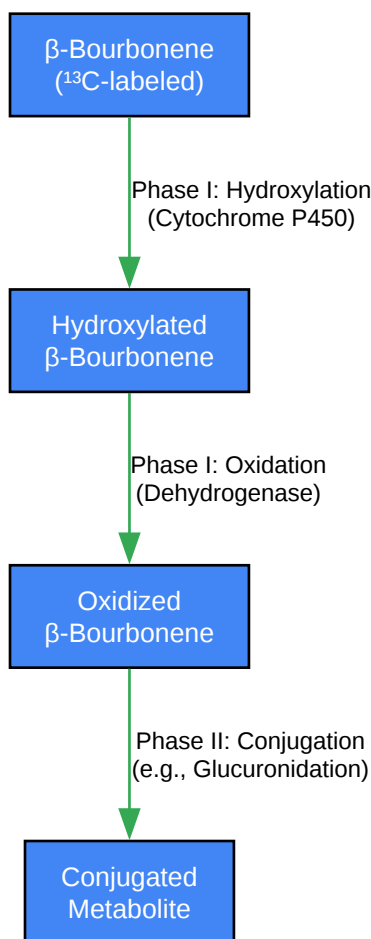 β-Bourbonene
(¹³C-labeled)
Phase I: Hydroxylation
(Cytochrome P450)
Hydroxylated
β-Bourbonene
Phase I: Oxidation
(Dehydrogenase)
Oxidized
β-Bourbonene
Phase II: Conjugation
(e.g., Glucuronidation)
Conjugated
Metabolite